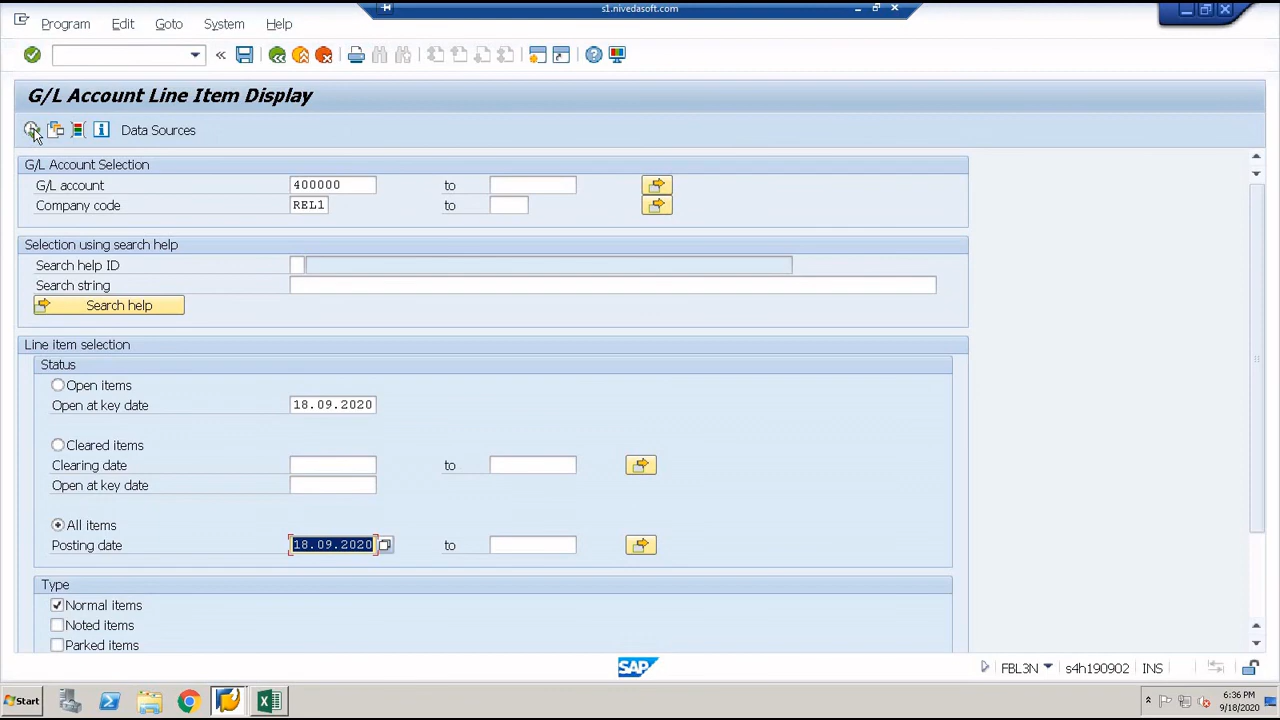 s1.nivedasoft.com
Program Edit Goto System Help
G/L Account Line Item Display
Data Sources
G/L Account Selection
G/L account 400000 to
Company code REL1 to
Selection using search help
Search help ID
Search string
Search help
Line item selection
Status
Open items
Open at key date 18.09.2020
Cleared items
Clearing date to
Open at key date
All items
Posting date 18.09.2020 to
Type
Normal items
Noted items
Parked items
SAP
FBL3N s4h190902 INS
Start
6:36 PM
9/18/2020